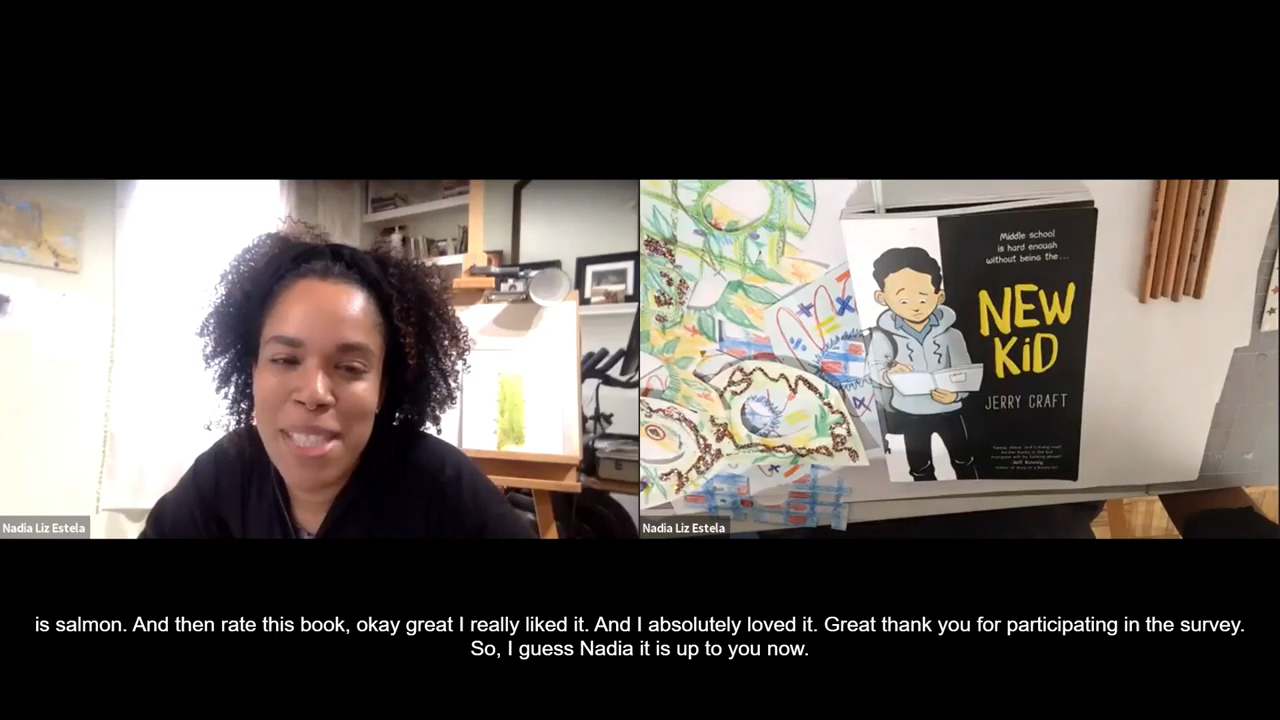 Middle school
is hard enough
without being the...
NEW
KiD
JERRY CRAFT
Jeff Kinney
Nadia Liz Estela
Nadia Liz Estela
is salmon. And then rate this book, okay great I really liked it. And I absolutely loved it. Great thank you for participating in the survey.
So, I guess Nadia it is up to you now.